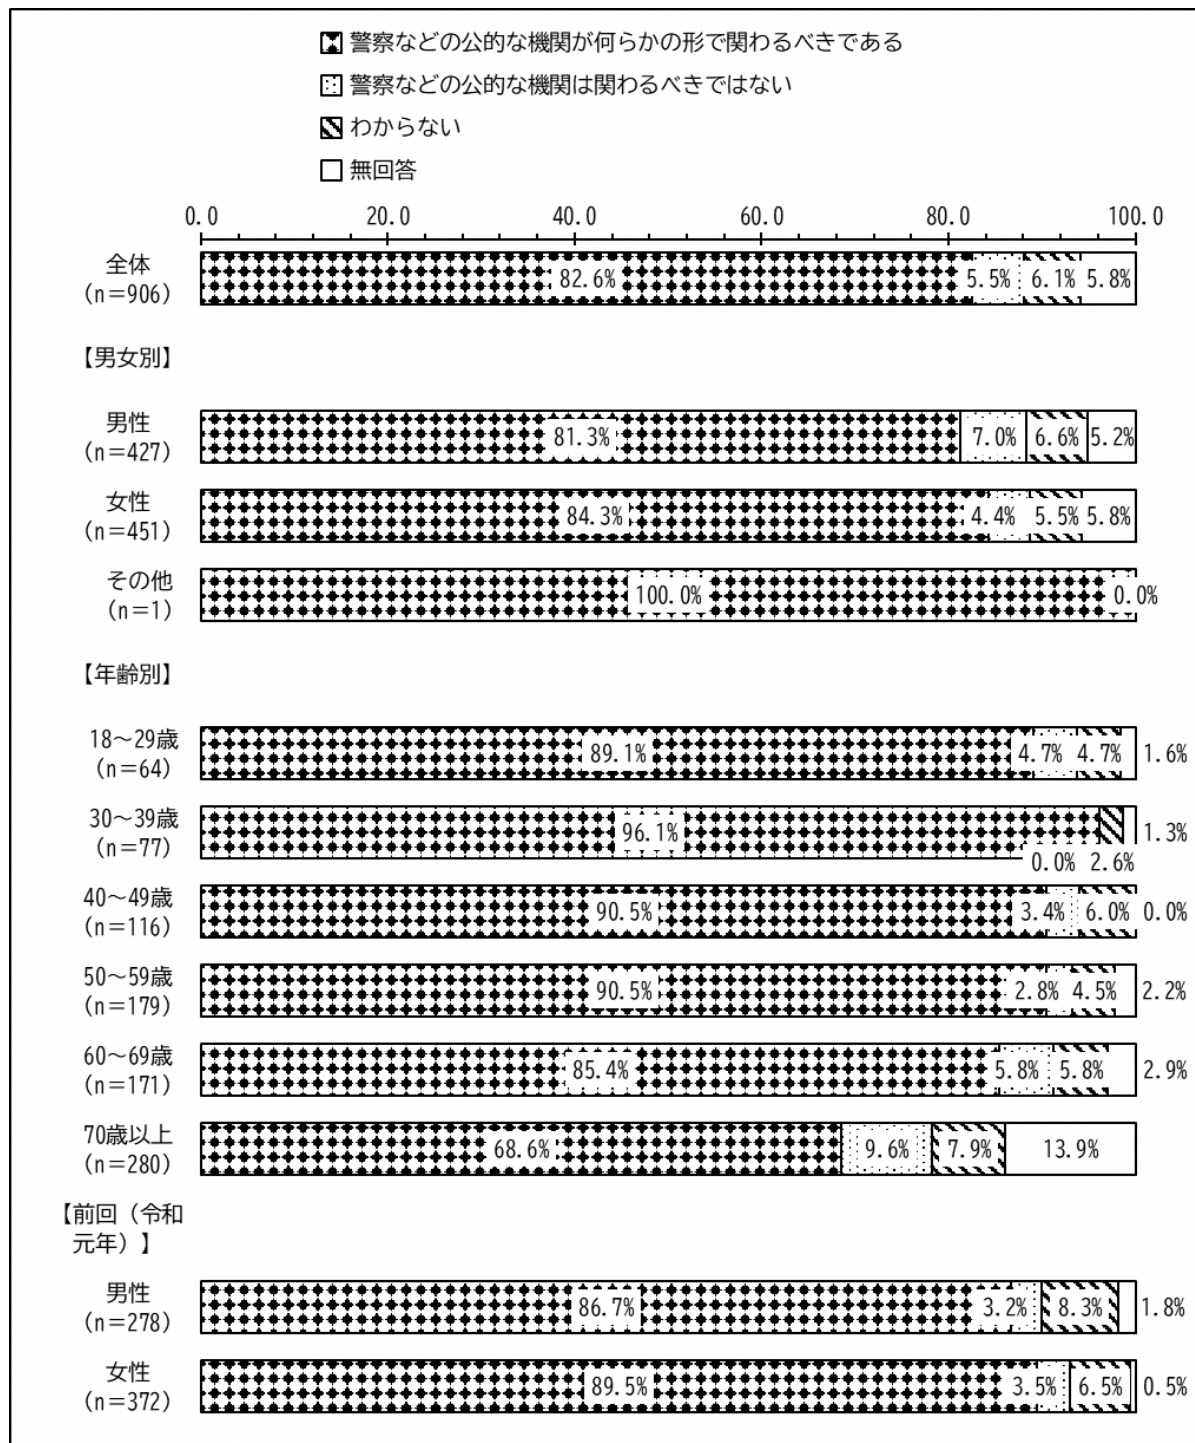 警察などの公的な機関が何らかの形で関わるべきである
警察などの公的な機関は関わるべきではない
わからない
無回答
0.0 20.0 40.0 60.0 80.0 100.0
全体
(n=906)
82.6% 5.5% 6.1% 5.8%
【男女別】
男性
(n=427)
81.3% 7.0% 6.6% 5.2%
女性
(n=451)
84.3% 4.4% 5.5% 5.8%
その他
(n=1)
100.0% 0.0%
【年齢別】
18〜29歳
(n=64)
89.1% 4.7% 4.7% 1.6%
30〜39歳
(n=77)
96.1% 1.3%
0.0% 2.6%
40〜49歳
(n=116)
90.5% 3.4% 6.0% 0.0%
50〜59歳
(n=179)
90.5% 2.8% 4.5% 2.2%
60〜69歳
(n=171)
85.4% 5.8% 5.8% 2.9%
70歳以上
(n=280)
68.6% 9.6% 7.9% 13.9%
【前回（令和
元年）】
男性
(n=278)
86.7% 3.2% 8.3% 1.8%
女性
(n=372)
89.5% 3.5% 6.5% 0.5%